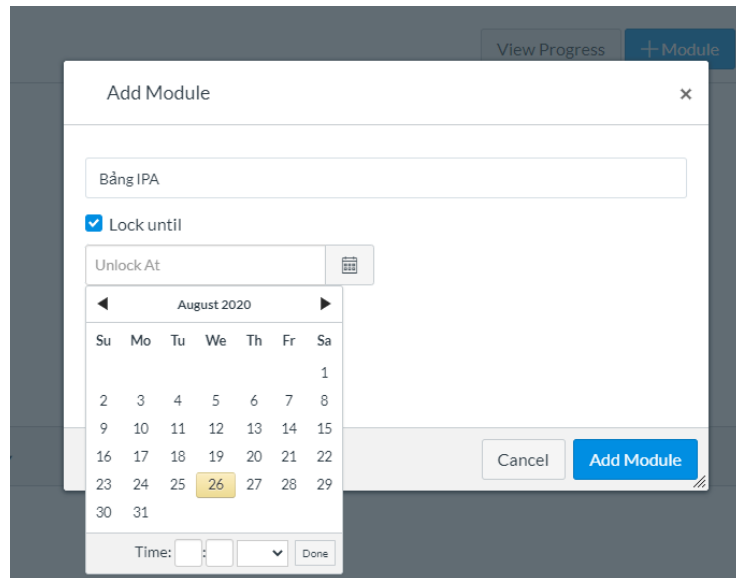 View Progress + Module
Add Module ×
Bảng IPA
Lock until
Unlock At
August 2020
Su Mo Tu We Th Fr Sa
1
2 3 4 5 6 7 8
9 10 11 12 13 14 15
16 17 18 19 20 21 22
23 24 25 26 27 28 29
30 31
Time: : Done
Cancel Add Module